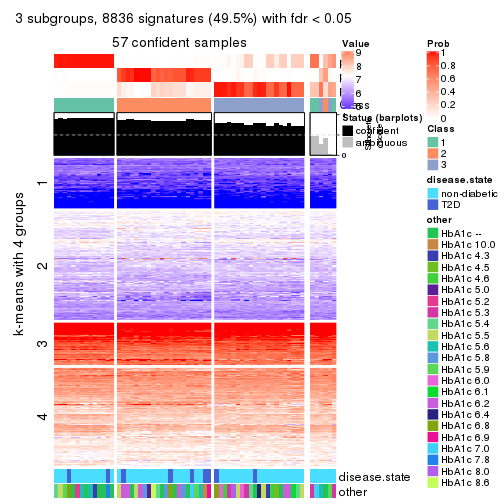 3 subgroups, 8836 signatures (49.5%) with fdr < 0.05
57 confident samples
k-means with 4 groups
1
2
3
4
disease.state
other
Value
9
8
7
6
5
Class
Status (barplots)
confident
ambiguous
0
Prob
1
0.8
0.6
0.4
0.2
0
Class
1
2
3
disease.state
non-diabetic
T2D
other
HbA1c --
HbA1c 10.0
HbA1c 4.3
HbA1c 4.5
HbA1c 4.6
HbA1c 5.0
HbA1c 5.2
HbA1c 5.3
HbA1c 5.4
HbA1c 5.5
HbA1c 5.6
HbA1c 5.8
HbA1c 5.9
HbA1c 6.0
HbA1c 6.1
HbA1c 6.2
HbA1c 6.4
HbA1c 6.8
HbA1c 6.9
HbA1c 7.0
HbA1c 7.8
HbA1c 8.0
HbA1c 8.6